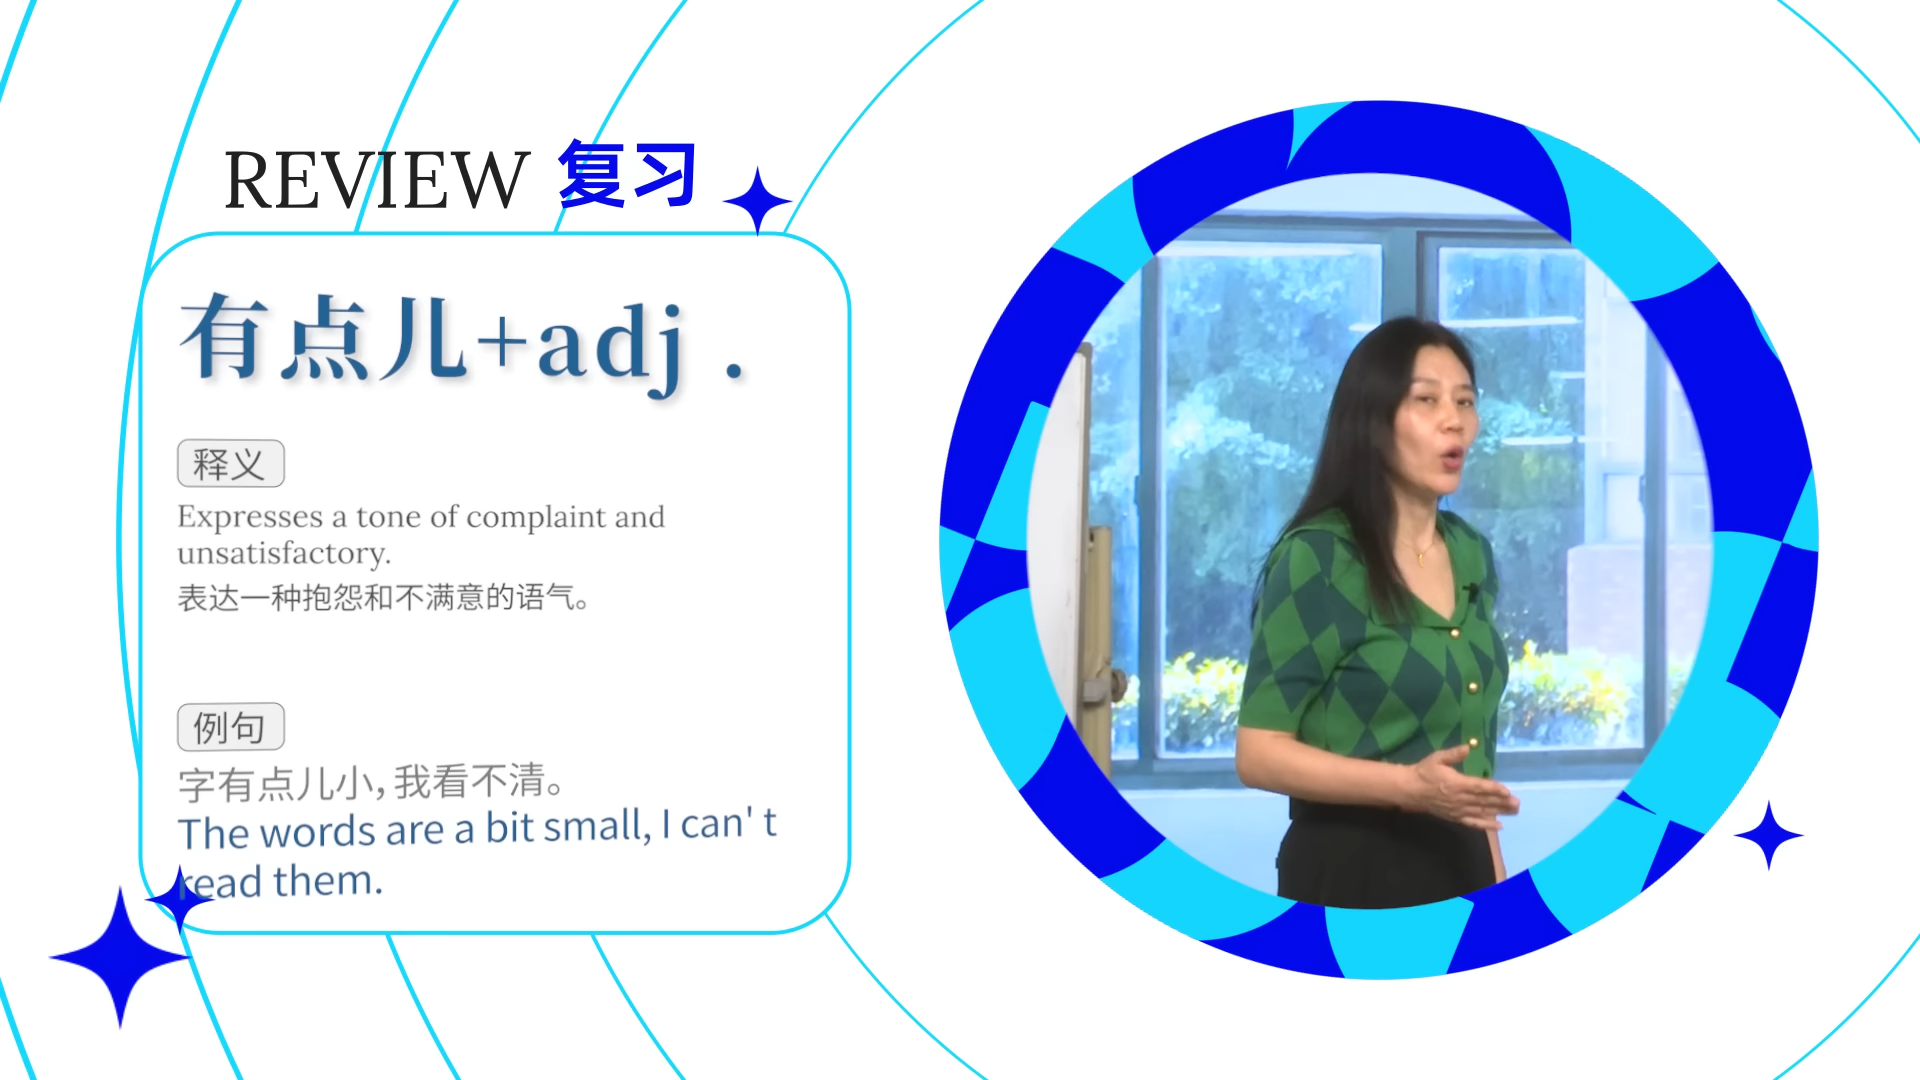 REVIEW 复习
有点儿+adj .
释义
Expresses a tone of complaint and
unsatisfactory.
表达一种抱怨和不满意的语气。
例句
字有点儿小，我看不清。
The words are a bit small, I can't
read them.